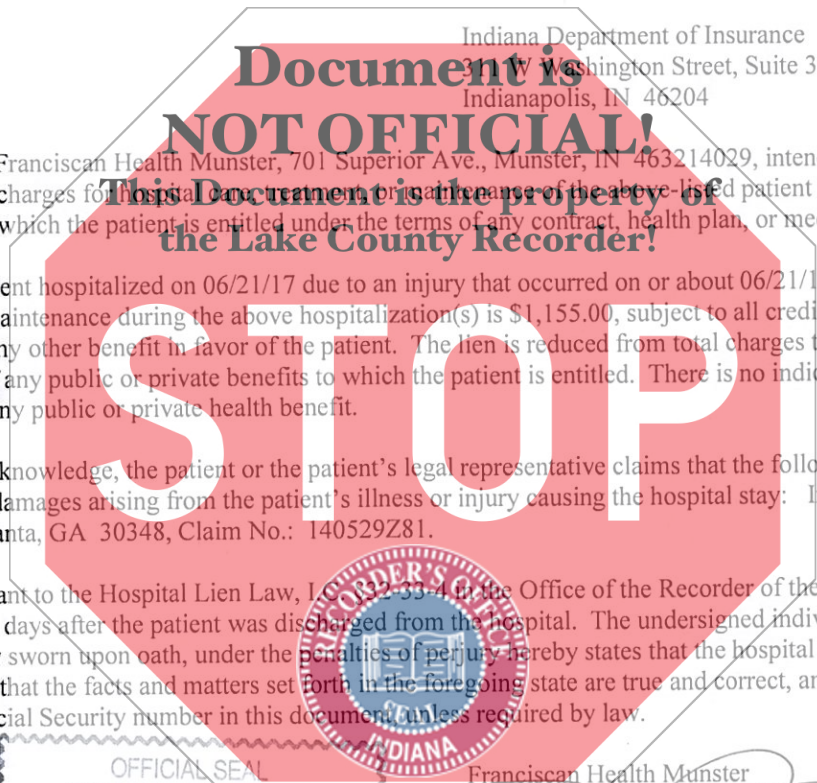 Indiana Department of Insurance
Document is
311 W Washington Street, Suite 3
Indianapolis, IN 46204
NOT OFFICIAL!
Franciscan Health Munster, 701 Superior Ave., Munster, IN 463214029, inten
charges for hospital care, treatment, or maintenance of the above-listed patient
This Document is the property of
which the patient is entitled under the terms of any contract, health plan, or me
the Lake County Recorder!
ent hospitalized on 06/21/17 due to an injury that occurred on or about 06/21/1
aintenance during the above hospitalization(s) is $1,155.00, subject to all credi
ny other benefit in favor of the patient. The lien is reduced from total charges t
any public or private benefits to which the patient is entitled. There is no indic
ny public or private health benefit.
STOP
knowledge, the patient or the patient's legal representative claims that the follo
damages arising from the patient's illness or injury causing the hospital stay: I
anta, GA 30348, Claim No.: 140529Z81.
ant to the Hospital Lien Law, I.C. §32-33-4 in the Office of the Recorder of the
days after the patient was discharged from the hospital. The undersigned indiv
sworn upon oath, under the penalties of perjury hereby states that the hospital
that the facts and matters set forth in the foregoing state are true and correct, an
cial Security number in this document, unless required by law.
RECORDER'S OFFICE
SEAL
INDIANA
OFFICIAL SEAL
Franciscan Health Munster